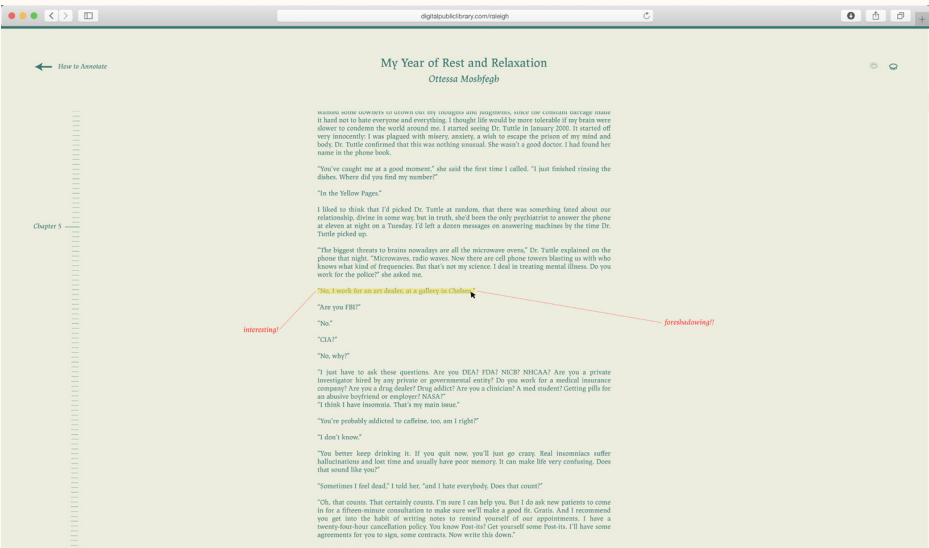 digitalpubliclibrary.com/raleigh
How to Annotate
My Year of Rest and Relaxation
Ottessa Moshfegh
wanted some downers to drown out my thoughts and judgments, since the constant barrage made
it hard not to hate everyone and everything. I thought life would be more tolerable if my brain were
slower to condemn the world around me. I started seeing Dr. Tuttle in January 2000. It started off
very innocently: I was plagued with misery, anxiety, a wish to escape the prison of my mind and
body. Dr. Tuttle confirmed that this was nothing unusual. She wasn't a good doctor. I had found her
name in the phone book.
"You've caught me at a good moment," she said the first time I called. "I just finished rinsing the
dishes. Where did you find my number?"
"In the Yellow Pages."
I liked to think that I'd picked Dr. Tuttle at random, that there was something fated about our
relationship, divine in some way, but in truth, she'd been the only psychiatrist to answer the phone
at eleven at night on a Tuesday. I'd left a dozen messages on answering machines by the time Dr.
Tuttle picked up.
Chapter 5
"The biggest threats to brains nowadays are all the microwave ovens," Dr. Tuttle explained on the
phone that night. "Microwaves, radio waves. Now there are cell phone towers blasting us with who
knows what kind of frequencies. But that's not my science. I deal in treating mental illness. Do you
work for the police?" she asked me.
"No, I work for an art dealer, at a gallery in Chelsea."
"Are you FBI?"
interesting!
foreshadowing!!
"No."
"CIA?"
"No, why?"
"I just have to ask these questions. Are you DEA? FDA? NICB? NHCAA? Are you a private
investigator hired by any private or governmental entity? Do you work for a medical insurance
company? Are you a drug dealer? Drug addict? Are you a clinician? A med student? Getting pills for
an abusive boyfriend or employer? NASA?"
"I think I have insomnia. That's my main issue."
"You're probably addicted to caffeine, too, am I right?"
"I don't know."
"You better keep drinking it. If you quit now, you'll just go crazy. Real insomniacs suffer
hallucinations and lost time and usually have poor memory. It can make life very confusing. Does
that sound like you?"
"Sometimes I feel dead," I told her, "and I hate everybody. Does that count?"
"Oh, that counts. That certainly counts. I'm sure I can help you. But I do ask new patients to come
in for a fifteen-minute consultation to make sure we'll make a good fit. Gratis. And I recommend
you get into the habit of writing notes to remind yourself of our appointments. I have a
twenty-four-hour cancellation policy. You know Post-its? Get yourself some Post-its. I'll have some
agreements for you to sign, some contracts. Now write this down."